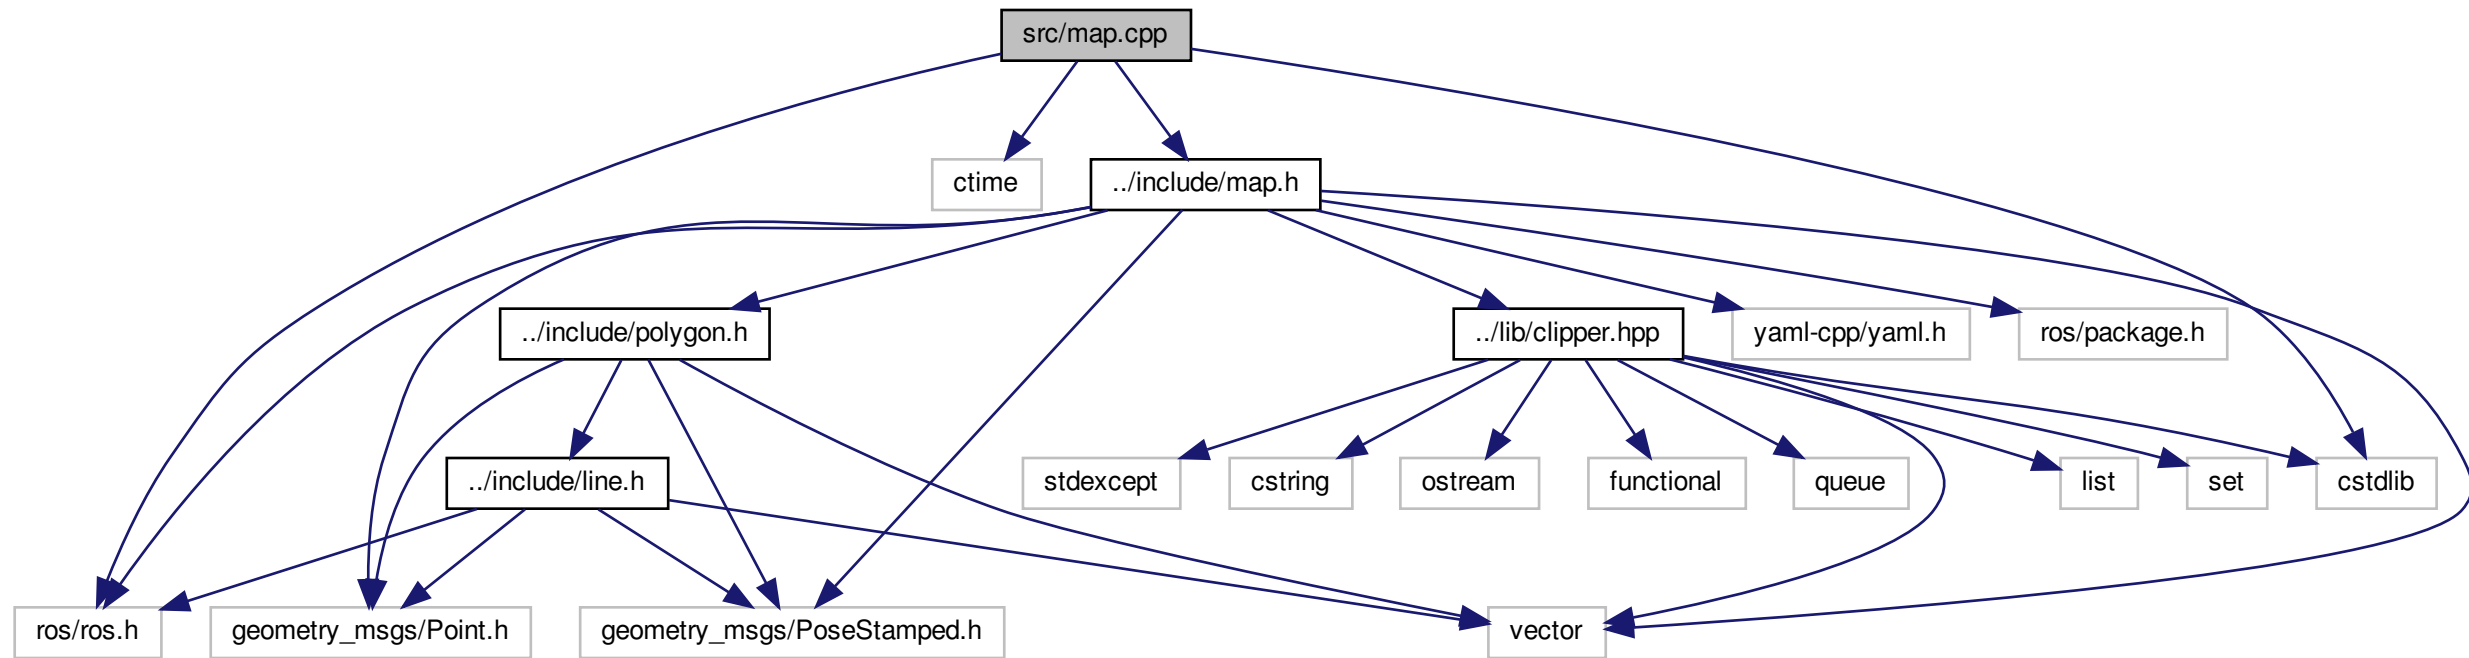 src/map.cpp
ctime
../include/map.h
../include/polygon.h
../lib/clipper.hpp
yaml-cpp/yaml.h
ros/package.h
../include/line.h
stdexcept
cstring
ostream
functional
queue
list
set
cstdlib
ros/ros.h
geometry_msgs/Point.h
geometry_msgs/PoseStamped.h
vector